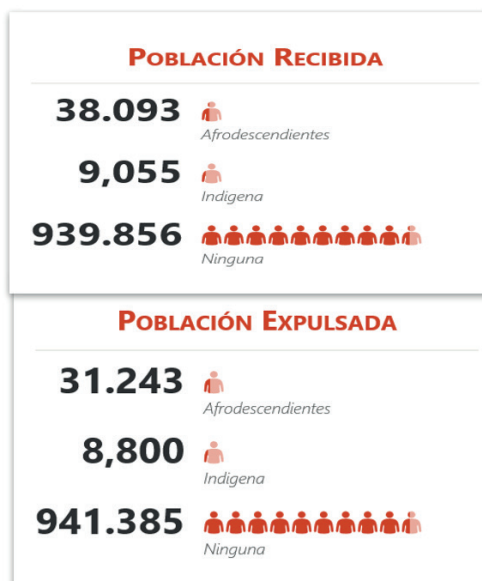 Población Recibida
38.093
Afrodescendientes
9,055
Indigena
939.856
Ninguna
Población Expulsada
31.243
Afrodescendientes
8,800
Indigena
941.385
Ninguna